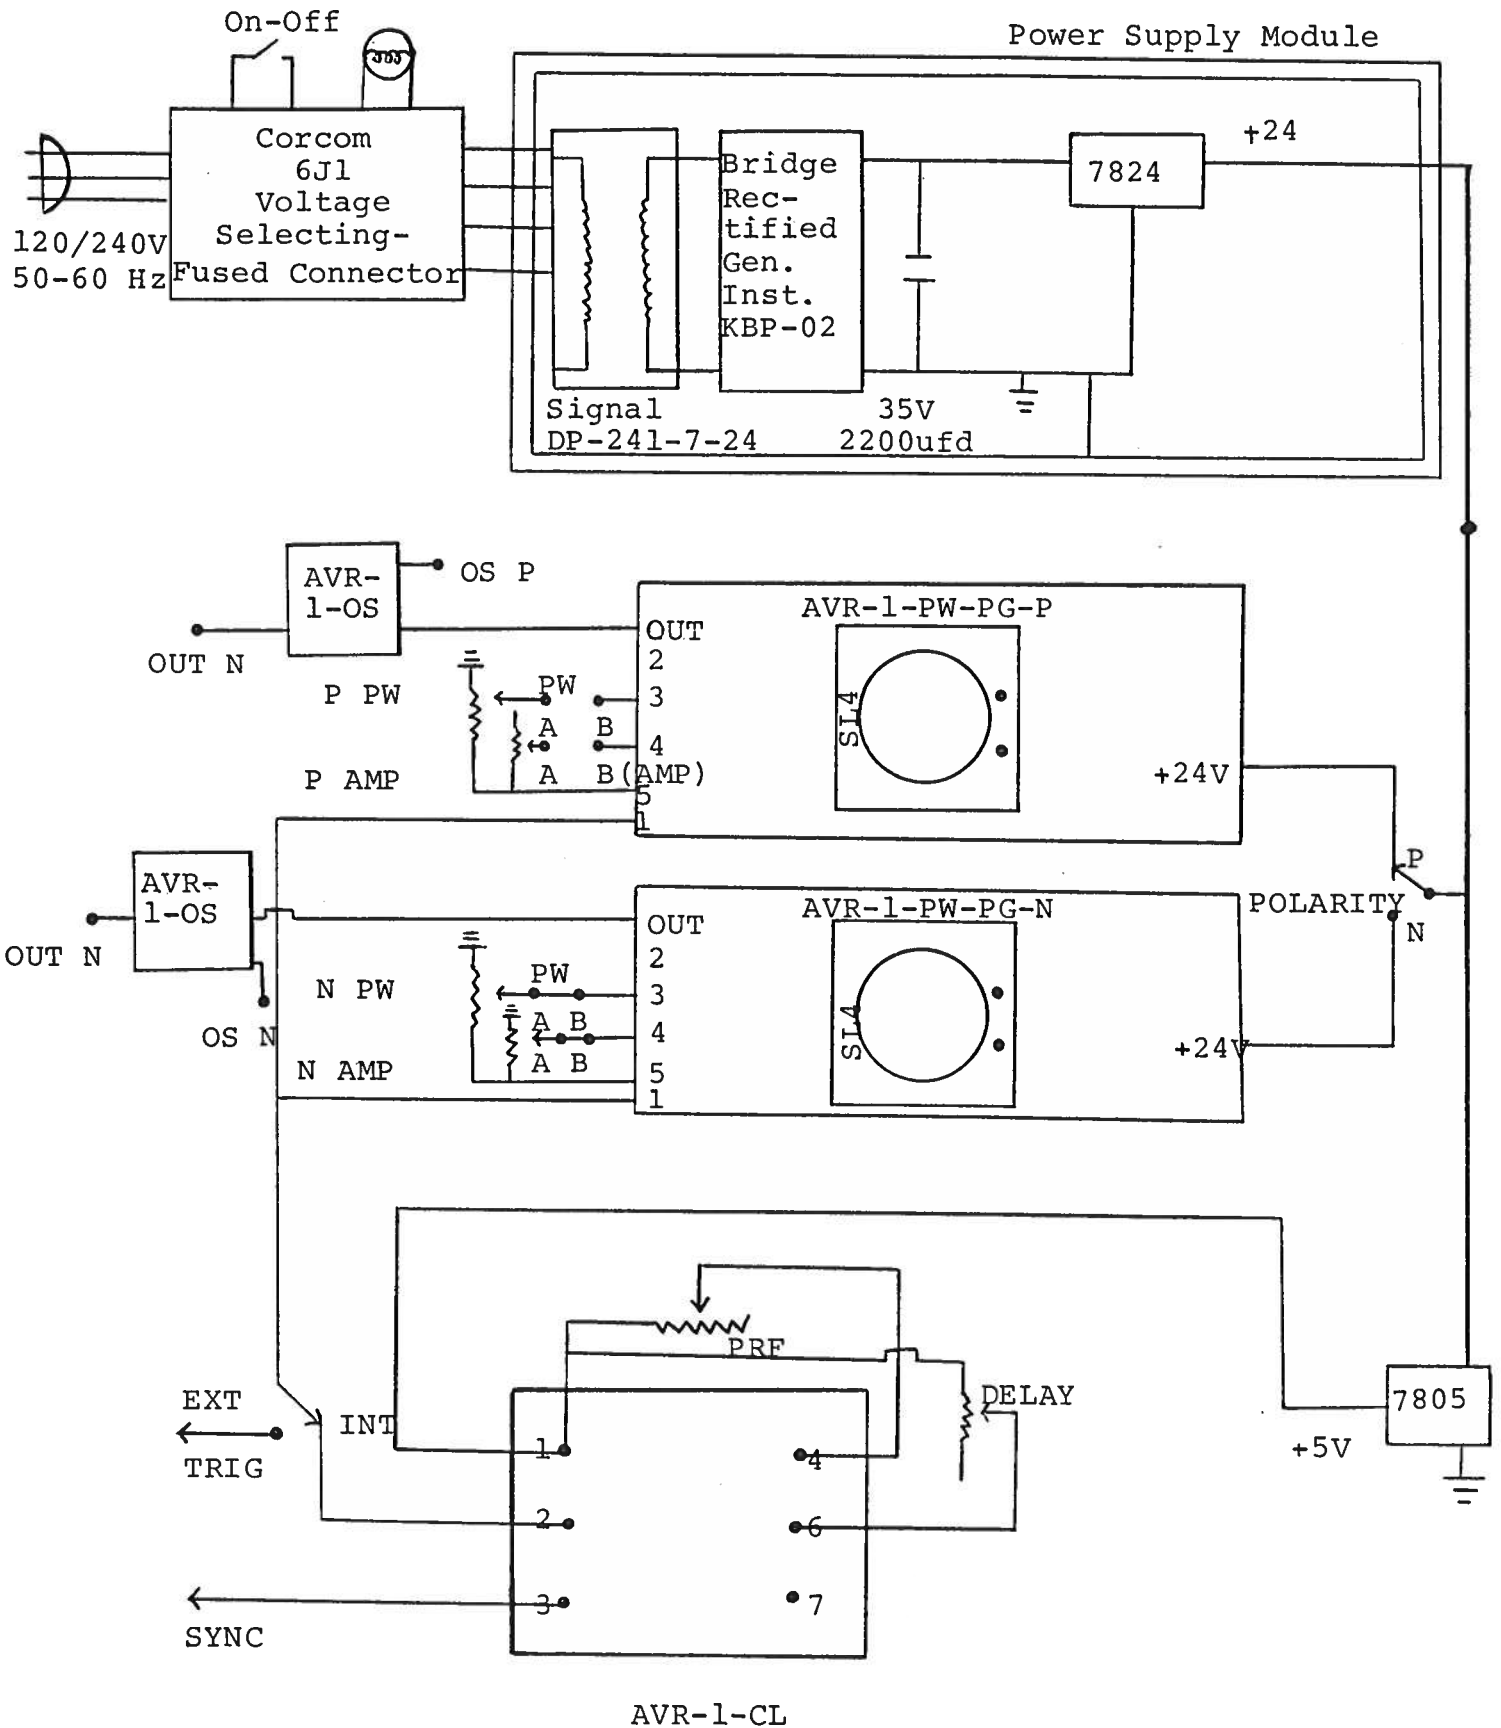 On-Off
Power Supply Module
Corcom
6J1
Voltage
Selecting-
Fused Connector
120/240V
50-60 Hz
Bridge
Rec-
tified
Gen.
Inst.
KBP-02
7824
+24
Signal
DP-241-7-24
35V
2200ufd
AVR-
1-OS
OS P
OUT N
P PW
P AMP
PW
A B
A B(AMP)
AVR-1-PW-PG-P
OUT
2
3
4
5
1
SL4
+24V
P
POLARITY
N
AVR-
1-OS
OUT N
OS N
N PW
N AMP
PW
A B
A B
AVR-1-PW-PG-N
OUT
2
3
4
5
1
SL4
+24V
PRF
DELAY
7805
+5V
EXT
TRIG
INT
1
2
3
4
6
7
SYNC
AVR-1-CL